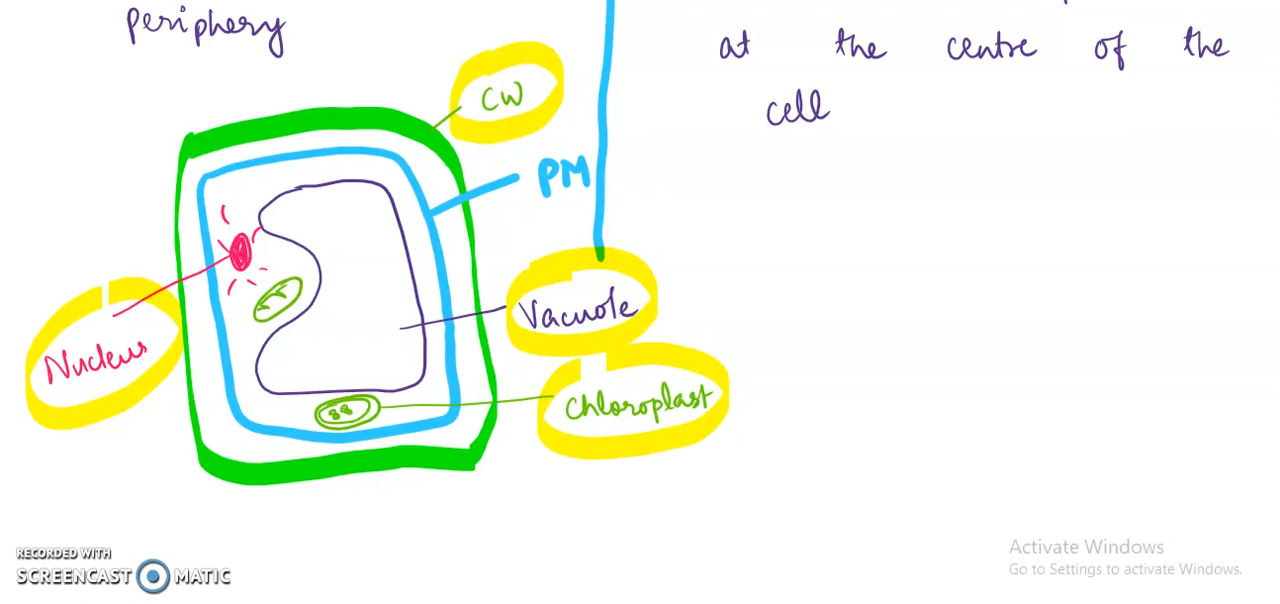 periphery
at the centre of the
cell
CW
PM
Vacuole
Nucleus
Chloroplast
RECORDED WITH
SCREENCAST MATIC
Activate Windows
Go to Settings to activate Windows.